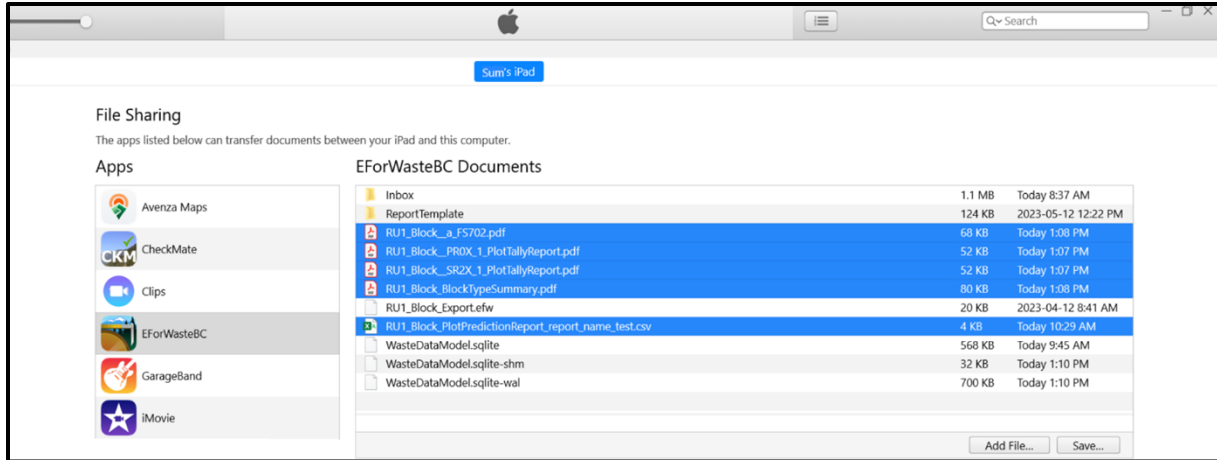 Search
Sum's iPad
File Sharing
The apps listed below can transfer documents between your iPad and this computer.
Apps
EForWasteBC Documents
Avenza Maps
CKM CheckMate
Clips
EForWasteBC
GarageBand
iMovie
Inbox 1.1 MB Today 8:37 AM
ReportTemplate 124 KB 2023-05-12 12:22 PM
RU1_Block__a_FS702.pdf 68 KB Today 1:08 PM
RU1_Block__PR0X_1_PlotTallyReport.pdf 52 KB Today 1:07 PM
RU1_Block__SR2X_1_PlotTallyReport.pdf 52 KB Today 1:07 PM
RU1_Block_BlockTypeSummary.pdf 80 KB Today 1:08 PM
RU1_Block_Export.efw 20 KB 2023-04-12 8:41 AM
RU1_Block_PlotPredictionReport_report_name_test.csv 4 KB Today 10:29 AM
WasteDataModel.sqlite 568 KB Today 9:45 AM
WasteDataModel.sqlite-shm 32 KB Today 1:10 PM
WasteDataModel.sqlite-wal 700 KB Today 1:10 PM
Add File... Save...